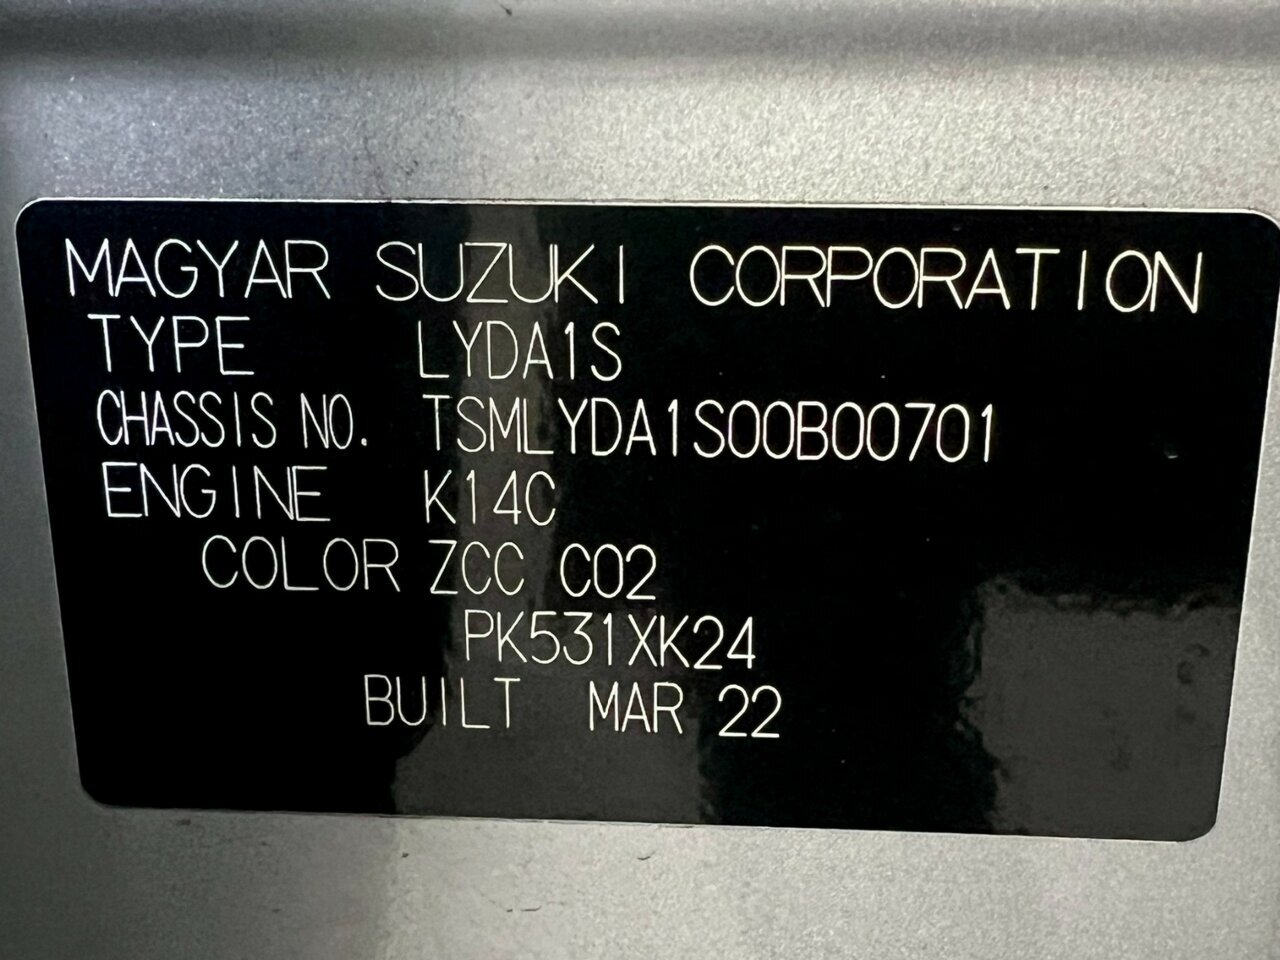 MAGYAR SUZUKI CORPORATION
TYPE LYDA1S
CHASSIS NO. TSMLYDA1S00B00701
ENGINE K14C
COLOR ZCC C02
PK531XK24
BUILT MAR 22